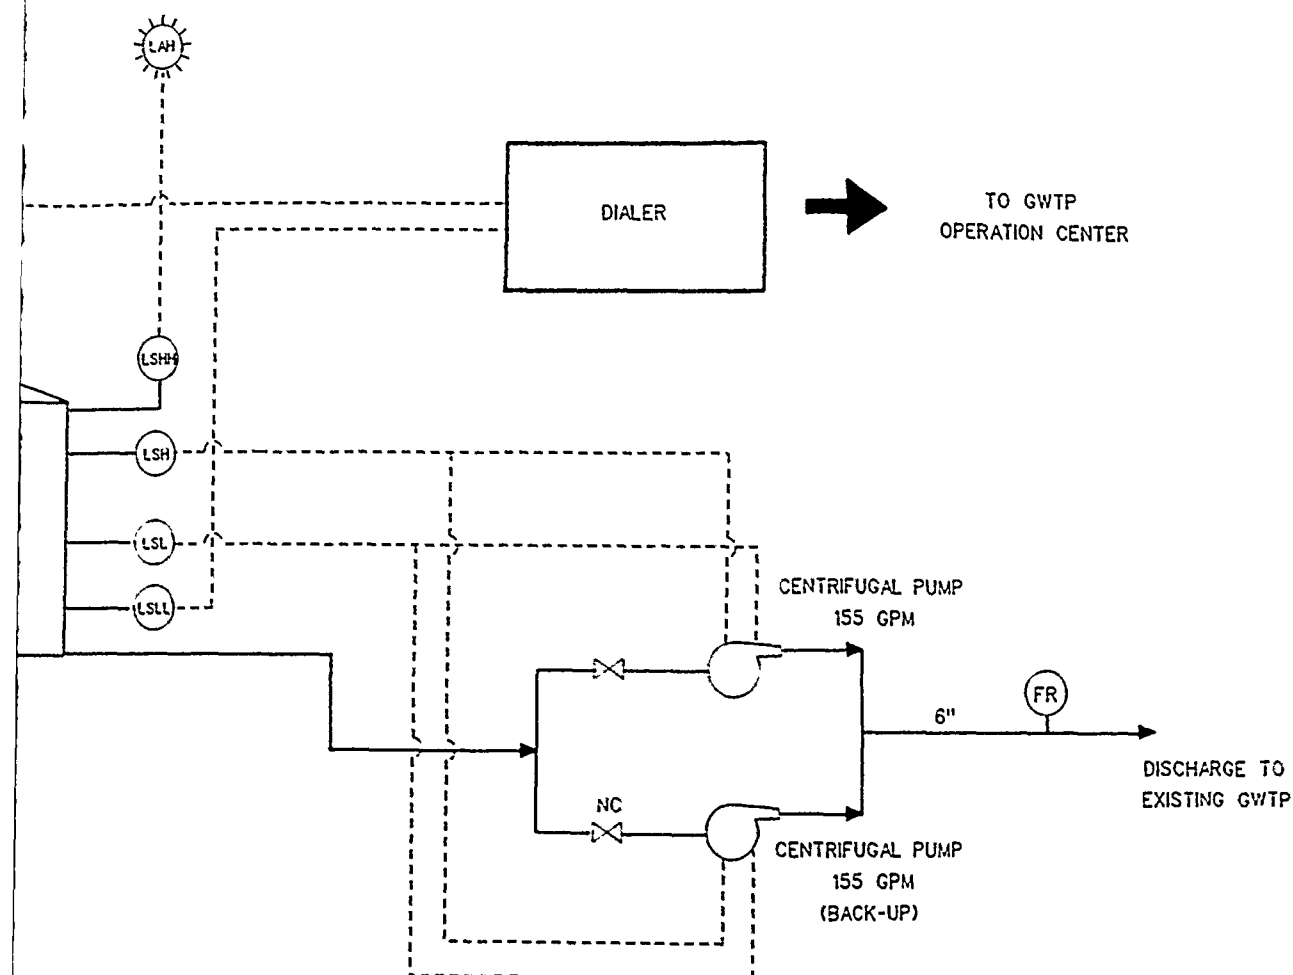 LAH
DIALER
TO GWTP
OPERATION CENTER
LSHH
LSH
LSL
LSLL
CENTRIFUGAL PUMP
155 GPM
FR
6"
DISCHARGE TO
EXISTING GWTP
NC
CENTRIFUGAL PUMP
155 GPM
(BACK-UP)